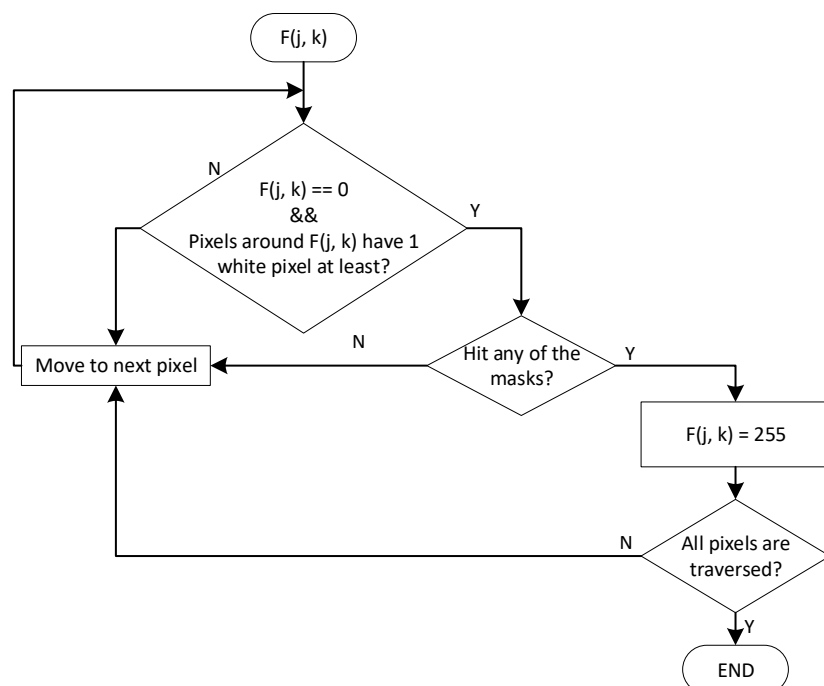 F(j, k)
N
F(j, k) == 0
&&
Y
Pixels around F(j, k) have 1
white pixel at least?
N
Hit any of the
masks?
Y
Move to next pixel
F(j, k) = 255
N
All pixels are
traversed?
Y
END